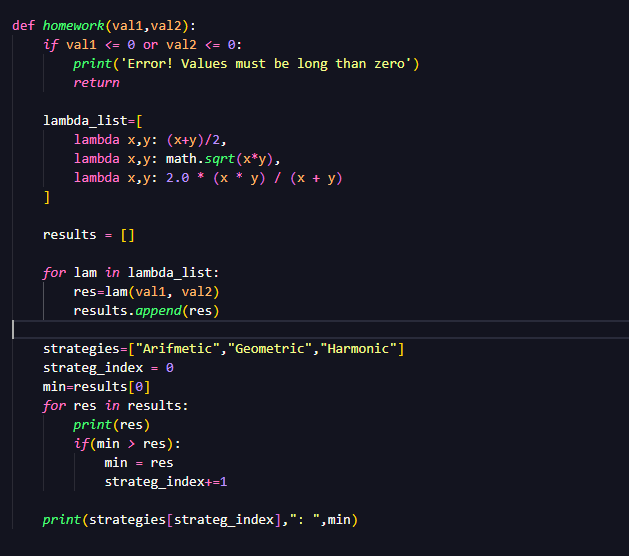 def homework(val1,val2):
    if val1 <= 0 or val2 <= 0:
        print('Error! Values must be long than zero')
        return
    lambda_list=[
        lambda x,y: (x+y)/2,
        lambda x,y: math.sqrt(x*y),
        lambda x,y: 2.0 * (x * y) / (x + y)
    ]
    results = []
    for lam in lambda_list:
        res=lam(val1, val2)
        results.append(res)
    strategies=["Arifmetic","Geometric","Harmonic"]
    strateg_index = 0
    min=results[0]
    for res in results:
        print(res)
        if(min > res):
            min = res
            strateg_index+=1
    print(strategies[strateg_index],": ",min)